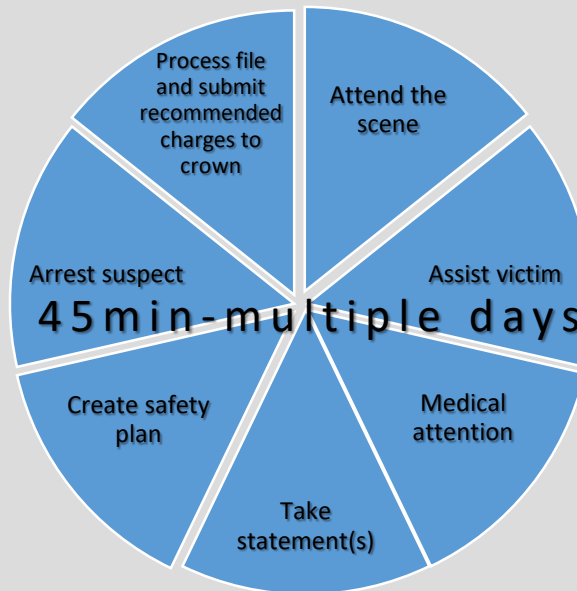 Process file
and submit
recommended
charges to
crown
Attend the
scene
Arrest suspect
Assist victim
45min-multiple days
Create safety
plan
Medical
attention
Take
statement(s)